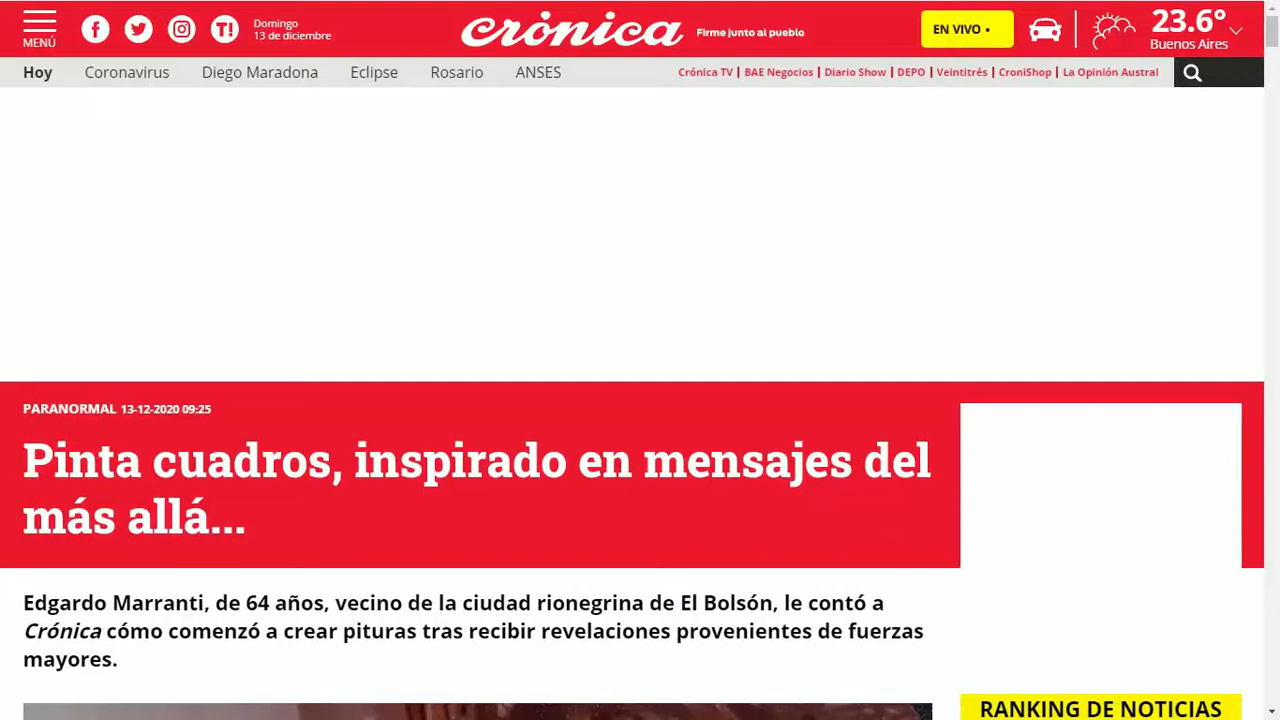 MENÚ
Domingo
13 de diciembre
crónica
Firme junto al pueblo
EN VIVO •
23.6°
Buenos Aires
Hoy Coronavirus Diego Maradona Eclipse Rosario ANSES
Crónica TV | BAE Negocios | Diario Show | DEPO | Veintitrés | CroniShop | La Opinión Austral
PARANORMAL 13-12-2020 09:25
Pinta cuadros, inspirado en mensajes del
más allá...
Edgardo Marranti, de 64 años, vecino de la ciudad rionegrina de El Bolsón, le contó a
Crónica cómo comenzó a crear pituras tras recibir revelaciones provenientes de fuerzas
mayores.
RANKING DE NOTICIAS